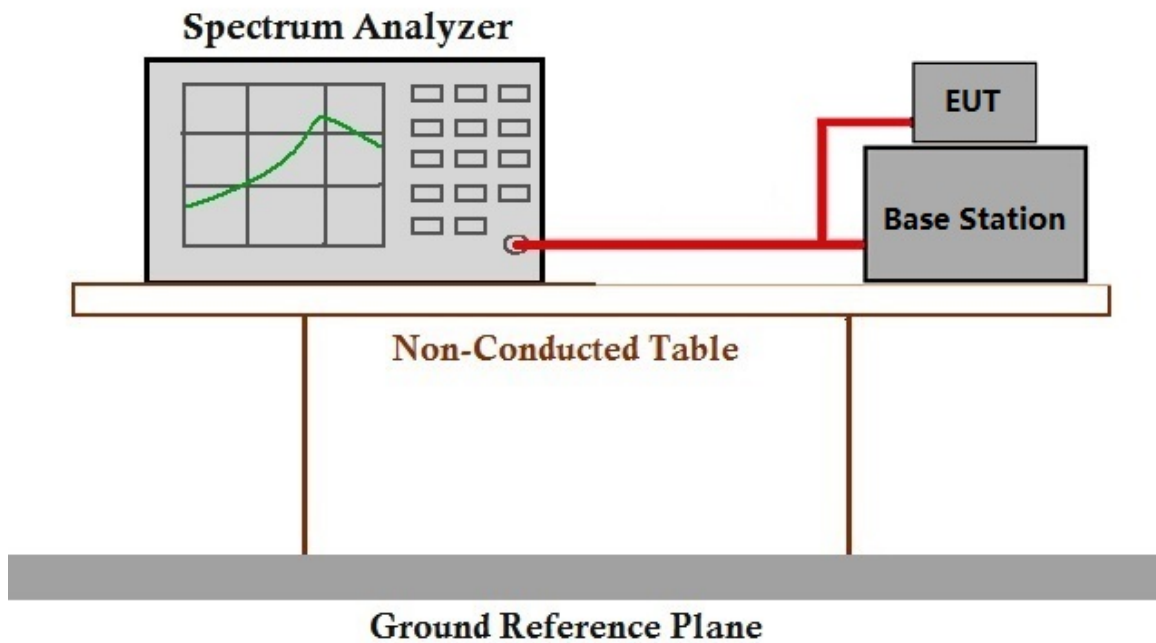 Spectrum Analyzer
EUT
Base Station
Non-Conducted Table
Ground Reference Plane